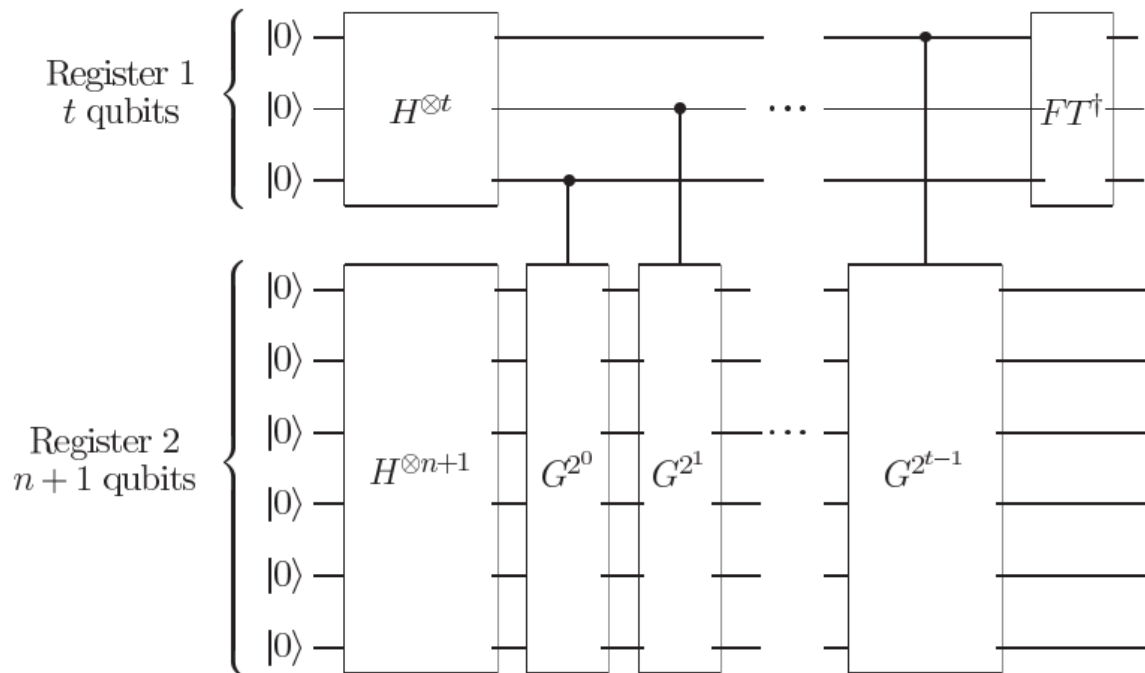 Register 1
t qubits
|0⟩
|0⟩
|0⟩
H^{⊗t}
...
FT^†
Register 2
n + 1 qubits
|0⟩
|0⟩
|0⟩
|0⟩
|0⟩
|0⟩
H^{⊗n+1}
G^{2^0}
G^{2^1}
...
G^{2^{t-1}}